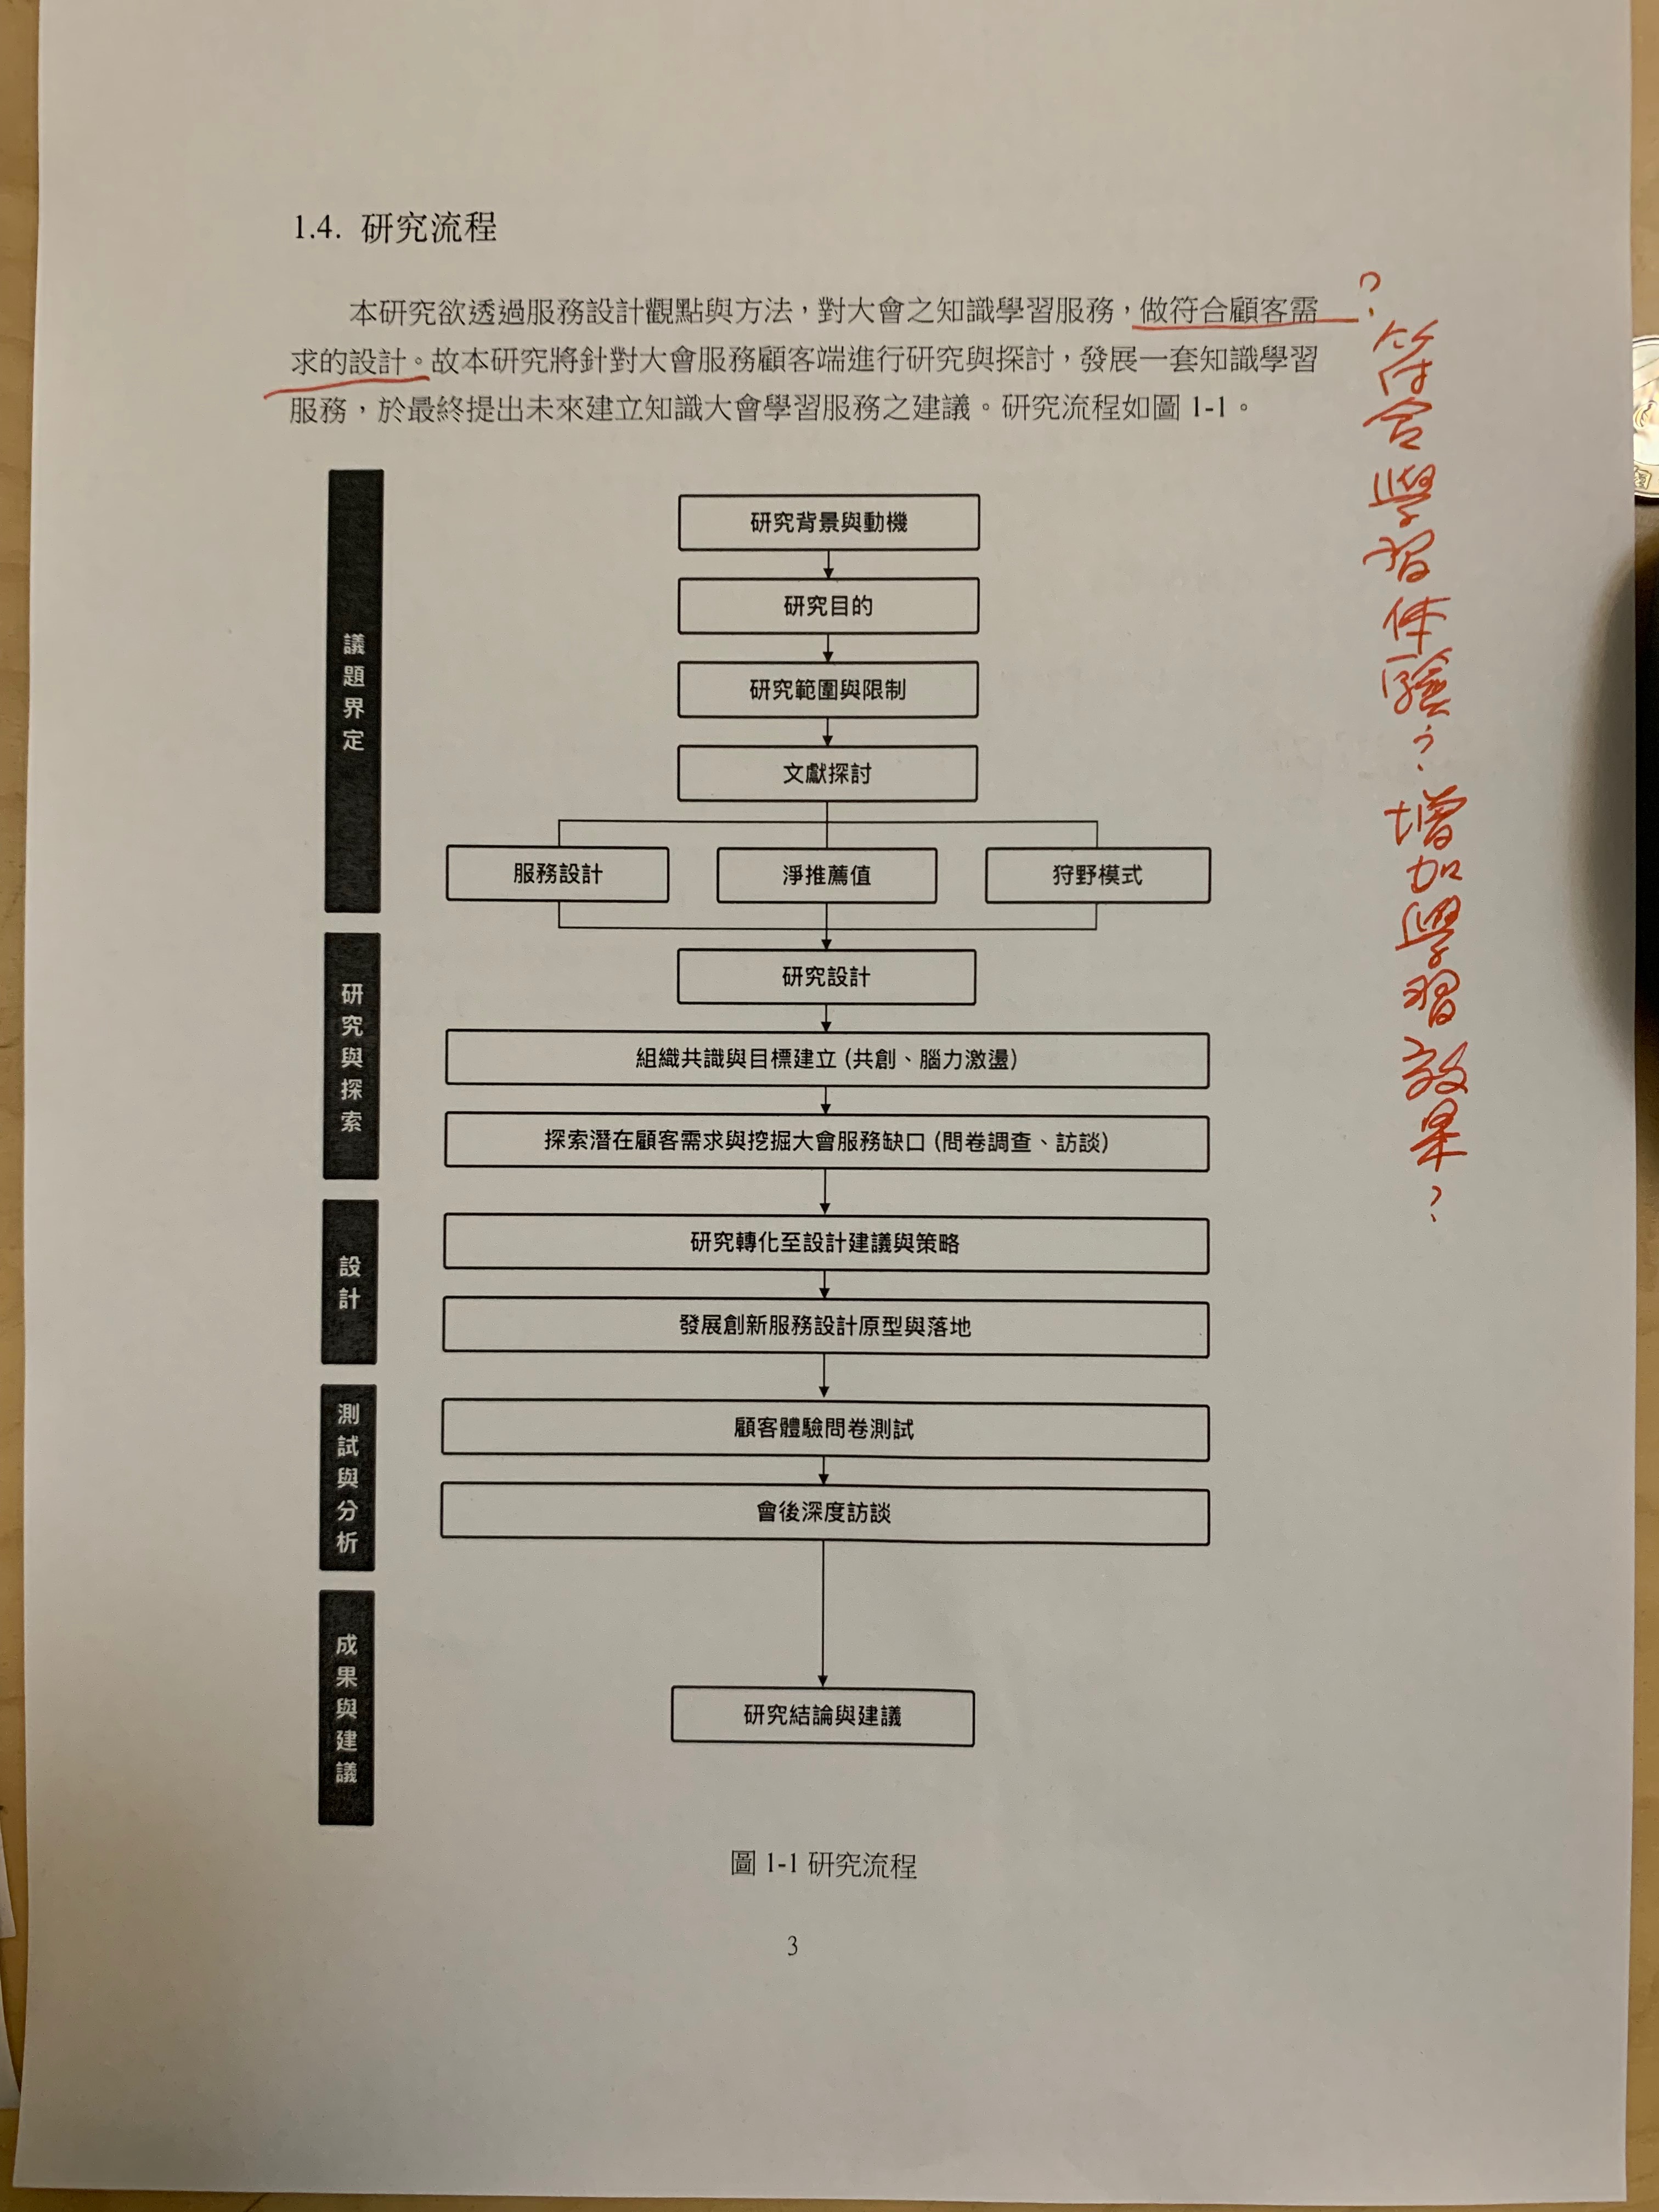 1.4. 研究流程
本研究欲透過服務設計觀點與方法，對大會之知識學習服務，做符合顧客需
求的設計。故本研究將針對大會服務顧客端進行研究與探討，發展一套知識學習
服務，於最終提出未來建立知識大會學習服務之建議。研究流程如圖 1-1。
?
符合學習体驗？增加學習效果？
議題界定
研究背景與動機
研究目的
研究範圍與限制
文獻探討
服務設計
淨推薦值
狩野模式
研究與探索
研究設計
組織共識與目標建立 (共創、腦力激盪)
探索潛在顧客需求與挖掘大會服務缺口 (問卷調查、訪談)
設計
研究轉化至設計建議與策略
發展創新服務設計原型與落地
測試與分析
顧客體驗問卷測試
會後深度訪談
成果與建議
研究結論與建議
圖 1-1 研究流程
3